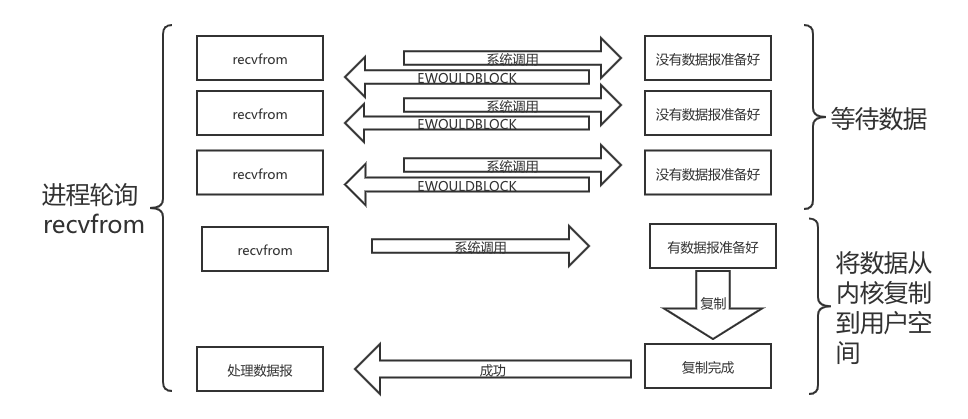 recvfrom
系统调用
没有数据报准备好
EWOULDBLOCK
recvfrom
系统调用
没有数据报准备好
EWOULDBLOCK
等待数据
recvfrom
系统调用
没有数据报准备好
EWOULDBLOCK
进程轮询
recvfrom
recvfrom
系统调用
有数据报准备好
复制
将数据从
内核复制
到用户空
间
处理数据报
成功
复制完成